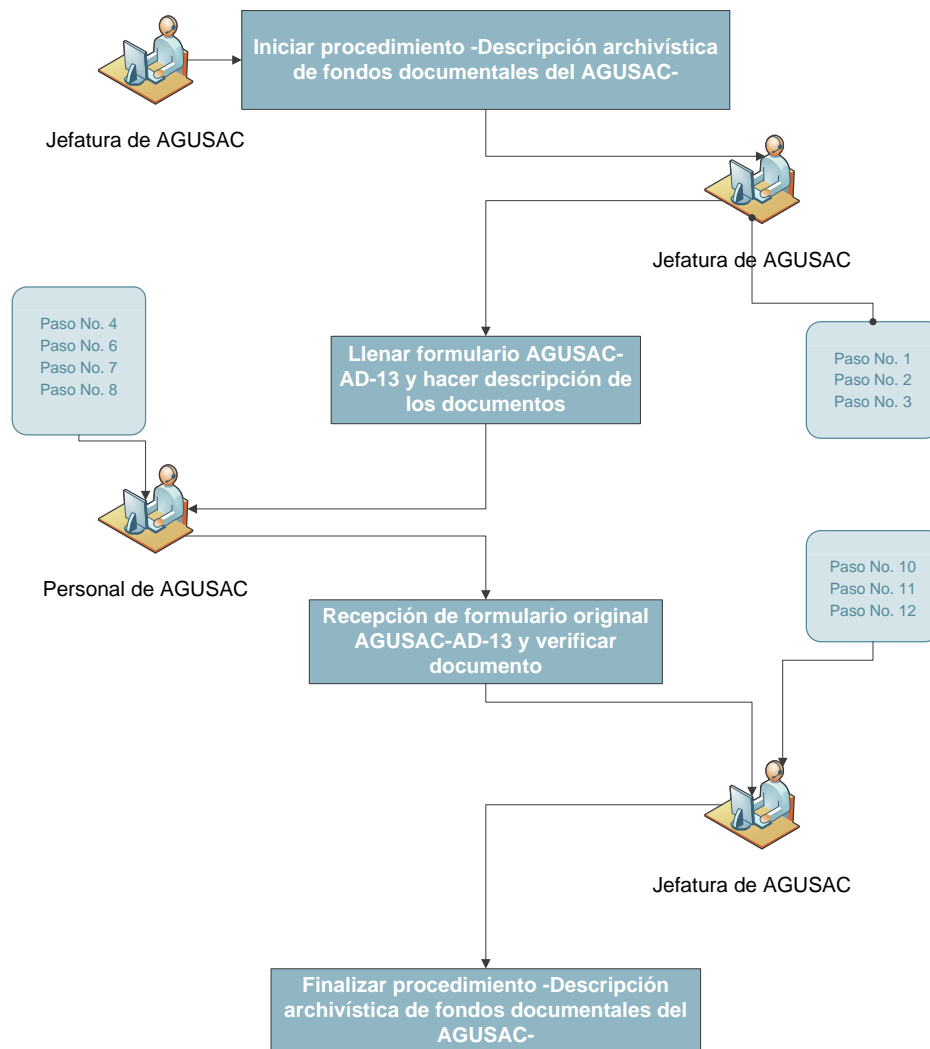 Iniciar procedimiento -Descripción archivística
de fondos documentales del AGUSAC-
Jefatura de AGUSAC
Jefatura de AGUSAC
Paso No. 4
Paso No. 6
Paso No. 7
Paso No. 8
Llenar formulario AGUSAC-
AD-13 y hacer descripción de
los documentos
Paso No. 1
Paso No. 2
Paso No. 3
Personal de AGUSAC
Recepción de formulario original
AGUSAC-AD-13 y verificar
documento
Paso No. 10
Paso No. 11
Paso No. 12
Jefatura de AGUSAC
Finalizar procedimiento -Descripción
archivística de fondos documentales del
AGUSAC-